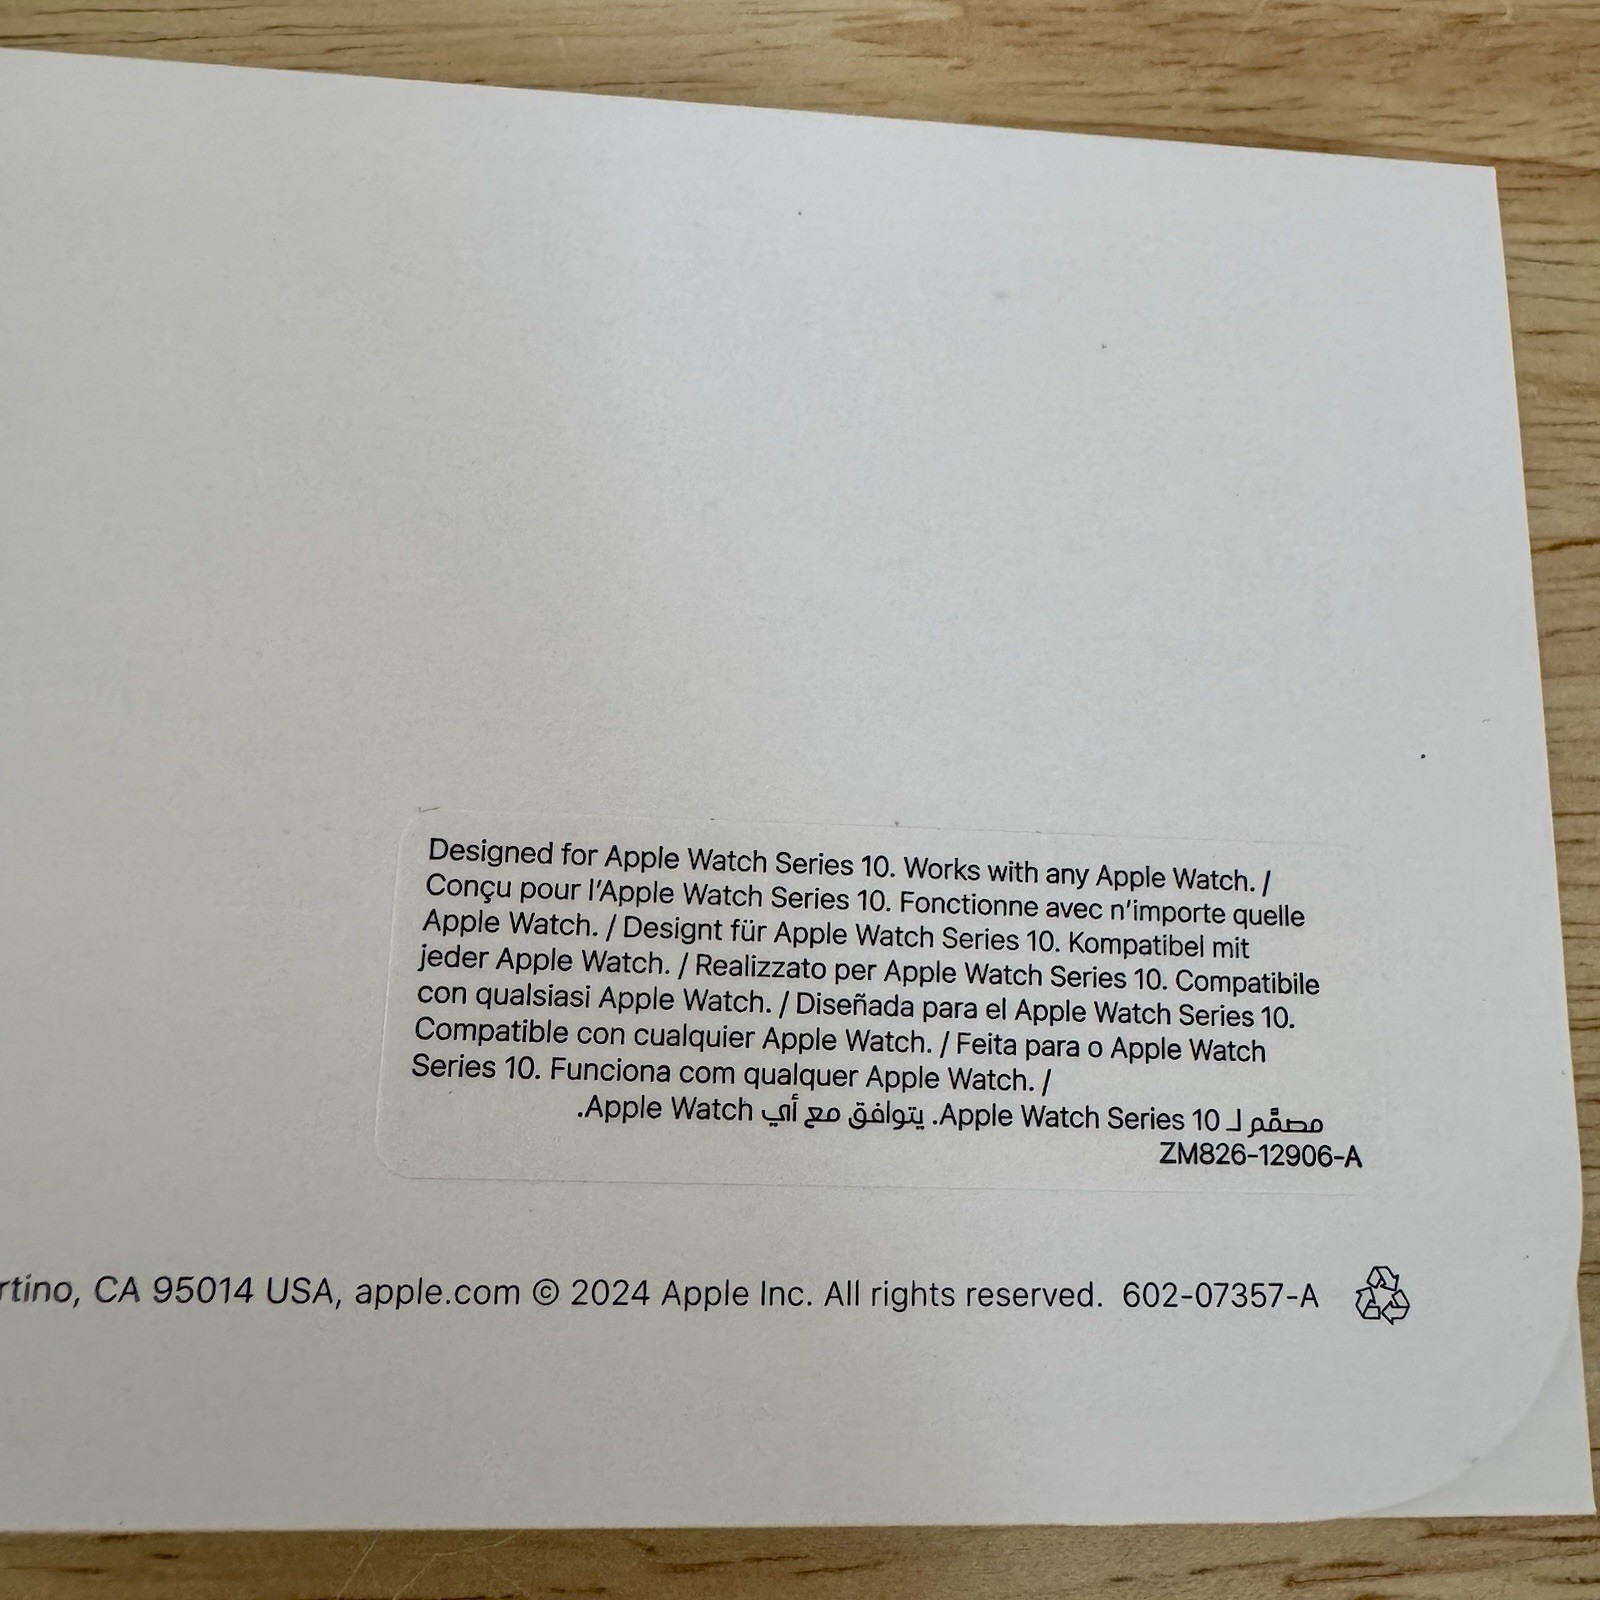 Designed for Apple Watch Series 10. Works with any Apple Watch. /
Conçu pour l’Apple Watch Series 10. Fonctionne avec n’importe quelle
Apple Watch. / Designt für Apple Watch Series 10. Kompatibel mit
jeder Apple Watch. / Realizzato per Apple Watch Series 10. Compatibile
con qualsiasi Apple Watch. / Diseñada para el Apple Watch Series 10.
Compatible con cualquier Apple Watch. / Feita para o Apple Watch
Series 10. Funciona com qualquer Apple Watch. /
مصمَّم لـ Apple Watch Series 10. يتوافق مع أي Apple Watch.
ZM826-12906-A
rtino, CA 95014 USA, apple.com © 2024 Apple Inc. All rights reserved. 602-07357-A